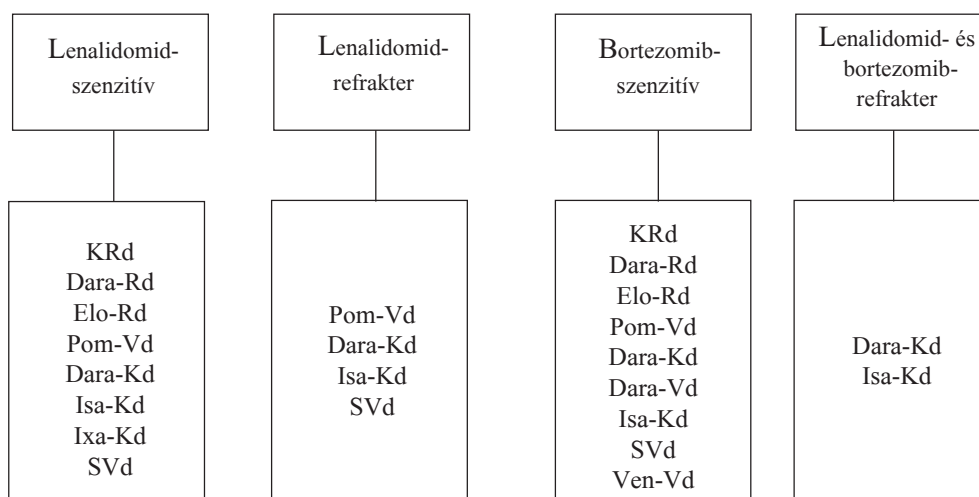 Lenalidomid-
szenzitív
KRd
Dara-Rd
Elo-Rd
Pom-Vd
Dara-Kd
Isa-Kd
Ixa-Kd
SVd
Lenalidomid-
refrakter
Pom-Vd
Dara-Kd
Isa-Kd
SVd
Bortezomib-
szenzitív
KRd
Dara-Rd
Elo-Rd
Pom-Vd
Dara-Kd
Dara-Vd
Isa-Kd
SVd
Ven-Vd
Lenalidomid- és
bortezomib-
refrakter
Dara-Kd
Isa-Kd